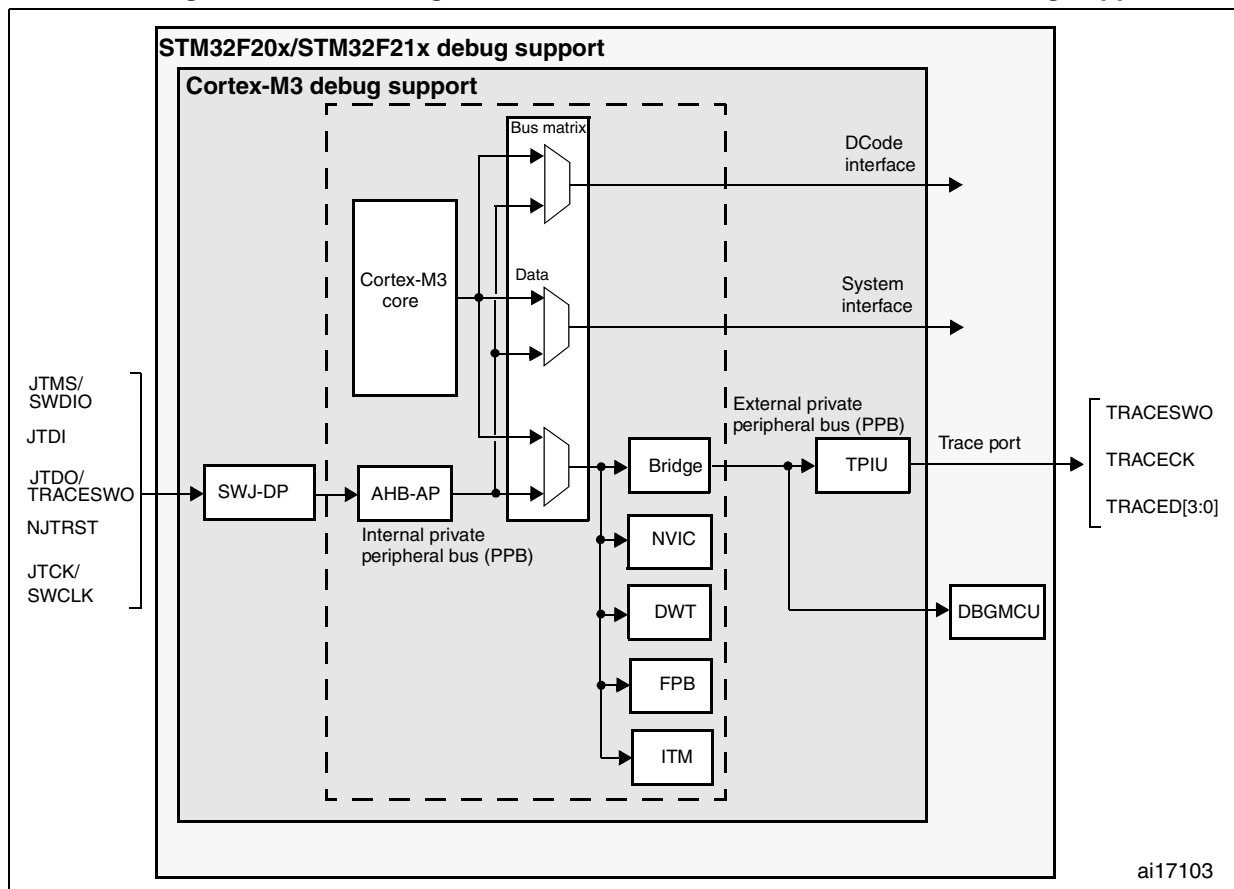 STM32F20x/STM32F21x debug support
Cortex-M3 debug support
Bus matrix
DCode
interface
Cortex-M3
core
Data
System
interface
JTMS/
SWDIO
JTDI
JTDO/
TRACESWO
NJTRST
JTCK/
SWCLK
SWJ-DP
AHB-AP
Internal private
peripheral bus (PPB)
External private
peripheral bus (PPB)
Bridge
NVIC
DWT
FPB
ITM
TPIU
Trace port
DBGMCU
TRACESWO
TRACECK
TRACED[3:0]
ai17103